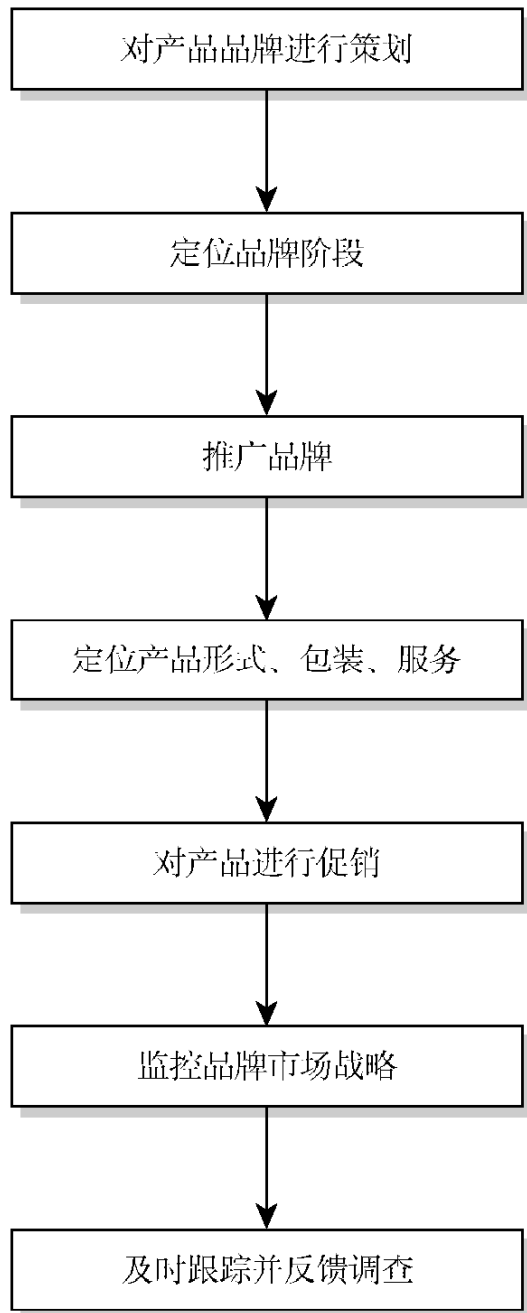 对产品品牌进行策划
定位品牌阶段
推广品牌
定位产品形式、包装、服务
对产品进行促销
监控品牌市场战略
及时跟踪并反馈调查